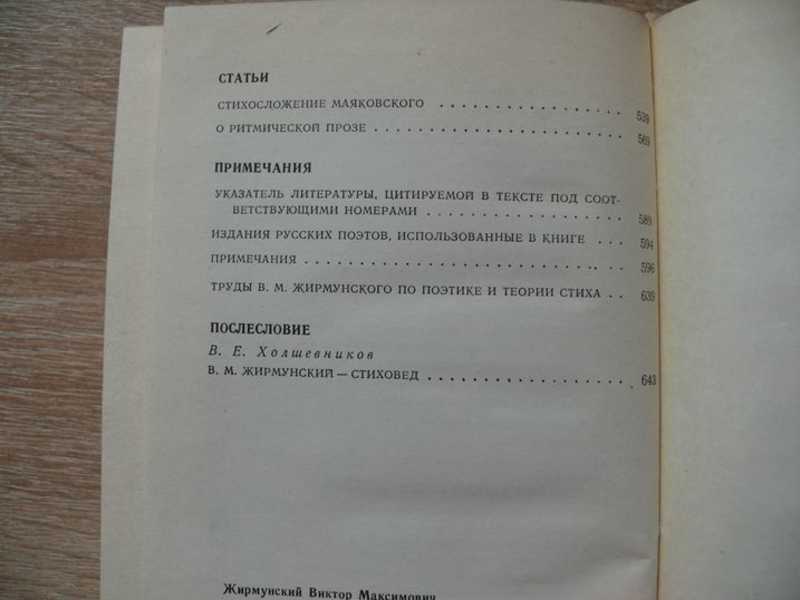 СТАТЬИ
СТИХОСЛОЖЕНИЕ МАЯКОВСКОГО . . . . . . . . . . . . . . . 539
О РИТМИЧЕСКОЙ ПРОЗЕ . . . . . . . . . . . . . . . . . . . . 569
ПРИМЕЧАНИЯ
УКАЗАТЕЛЬ ЛИТЕРАТУРЫ, ЦИТИРУЕМОЙ В ТЕКСТЕ ПОД СООТ-
ВЕТСТВУЮЩИМИ НОМЕРАМИ . . . . . . . . . . . . . . . . 589
ИЗДАНИЯ РУССКИХ ПОЭТОВ, ИСПОЛЬЗОВАННЫЕ В КНИГЕ . . . 594
ПРИМЕЧАНИЯ . . . . . . . . . . . . . . . . . . . . . . . . . . 596
ТРУДЫ В. М. ЖИРМУНСКОГО ПО ПОЭТИКЕ И ТЕОРИИ СТИХА . . 639
ПОСЛЕСЛОВИЕ
В. Е. Холшевников
В. М. ЖИРМУНСКИЙ — СТИХОВЕД . . . . . . . . . . . . . . . . . 643
Жирмунский Виктор Максимович